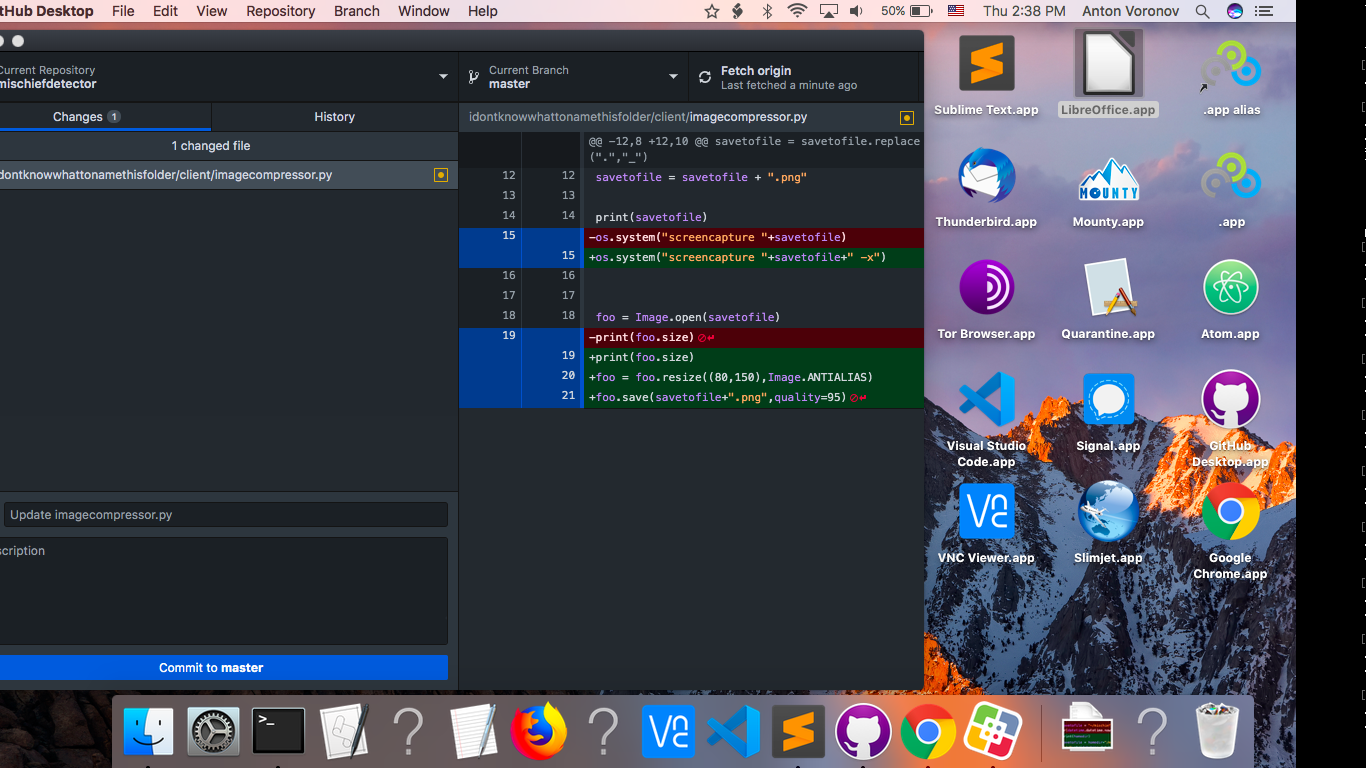 tHub Desktop File Edit View Repository Branch Window Help 50% Thu 2:38 PM Anton Voronov
Current Repository
mischiefdetector
Current Branch
master
Fetch origin
Last fetched a minute ago
Changes 1
History
1 changed file
dontknowwhattonamethisfolder/client/imagecompressor.py
idontknowwhattonamethisfolder/client/imagecompressor.py
@@ -12,8 +12,10 @@ savetofile = savetofile.replace
(".","_")
12 12 savetofile = savetofile + ".png"
13 13
14 14 print(savetofile)
15 -os.system("screencapture "+savetofile)
15 +os.system("screencapture "+savetofile+" -x")
16 16
17 17
18 18 foo = Image.open(savetofile)
19 -print(foo.size)
19 +print(foo.size)
20 +foo = foo.resize((80,150),Image.ANTIALIAS)
21 +foo.save(savetofile+".png",quality=95)
Update imagecompressor.py
scription
Commit to master
Sublime Text.app
LibreOffice.app
.app alias
Thunderbird.app
MOUNTY
Mounty.app
.app
Tor Browser.app
Quarantine.app
Atom.app
Visual Studio
Code.app
Signal.app
GitHub
Desktop.app
VNC Viewer.app
Slimjet.app
Google
Chrome.app